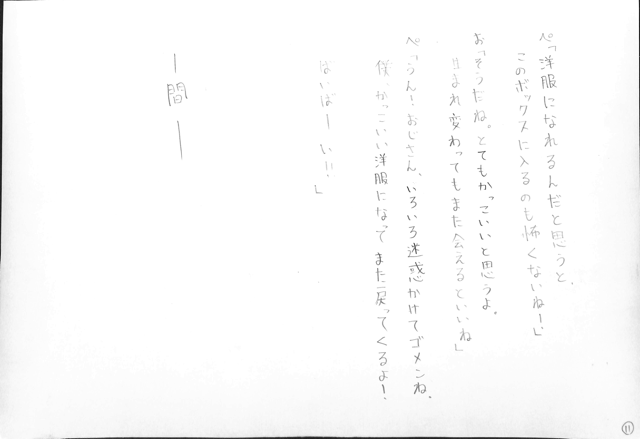 ペ「洋服になれるんだと思うと、
このボックスに入るのも怖くないねー!」
お「そうだね。とてもかっこいいと思うよ。
生まれ変わってもまた会えるといいね」
ペ「うん!おじさん、いろいろ迷惑かけてゴメンね。
僕、かっこいい洋服になってまた戻ってくるよ!
ばいばーい!!」
ー間ー
11